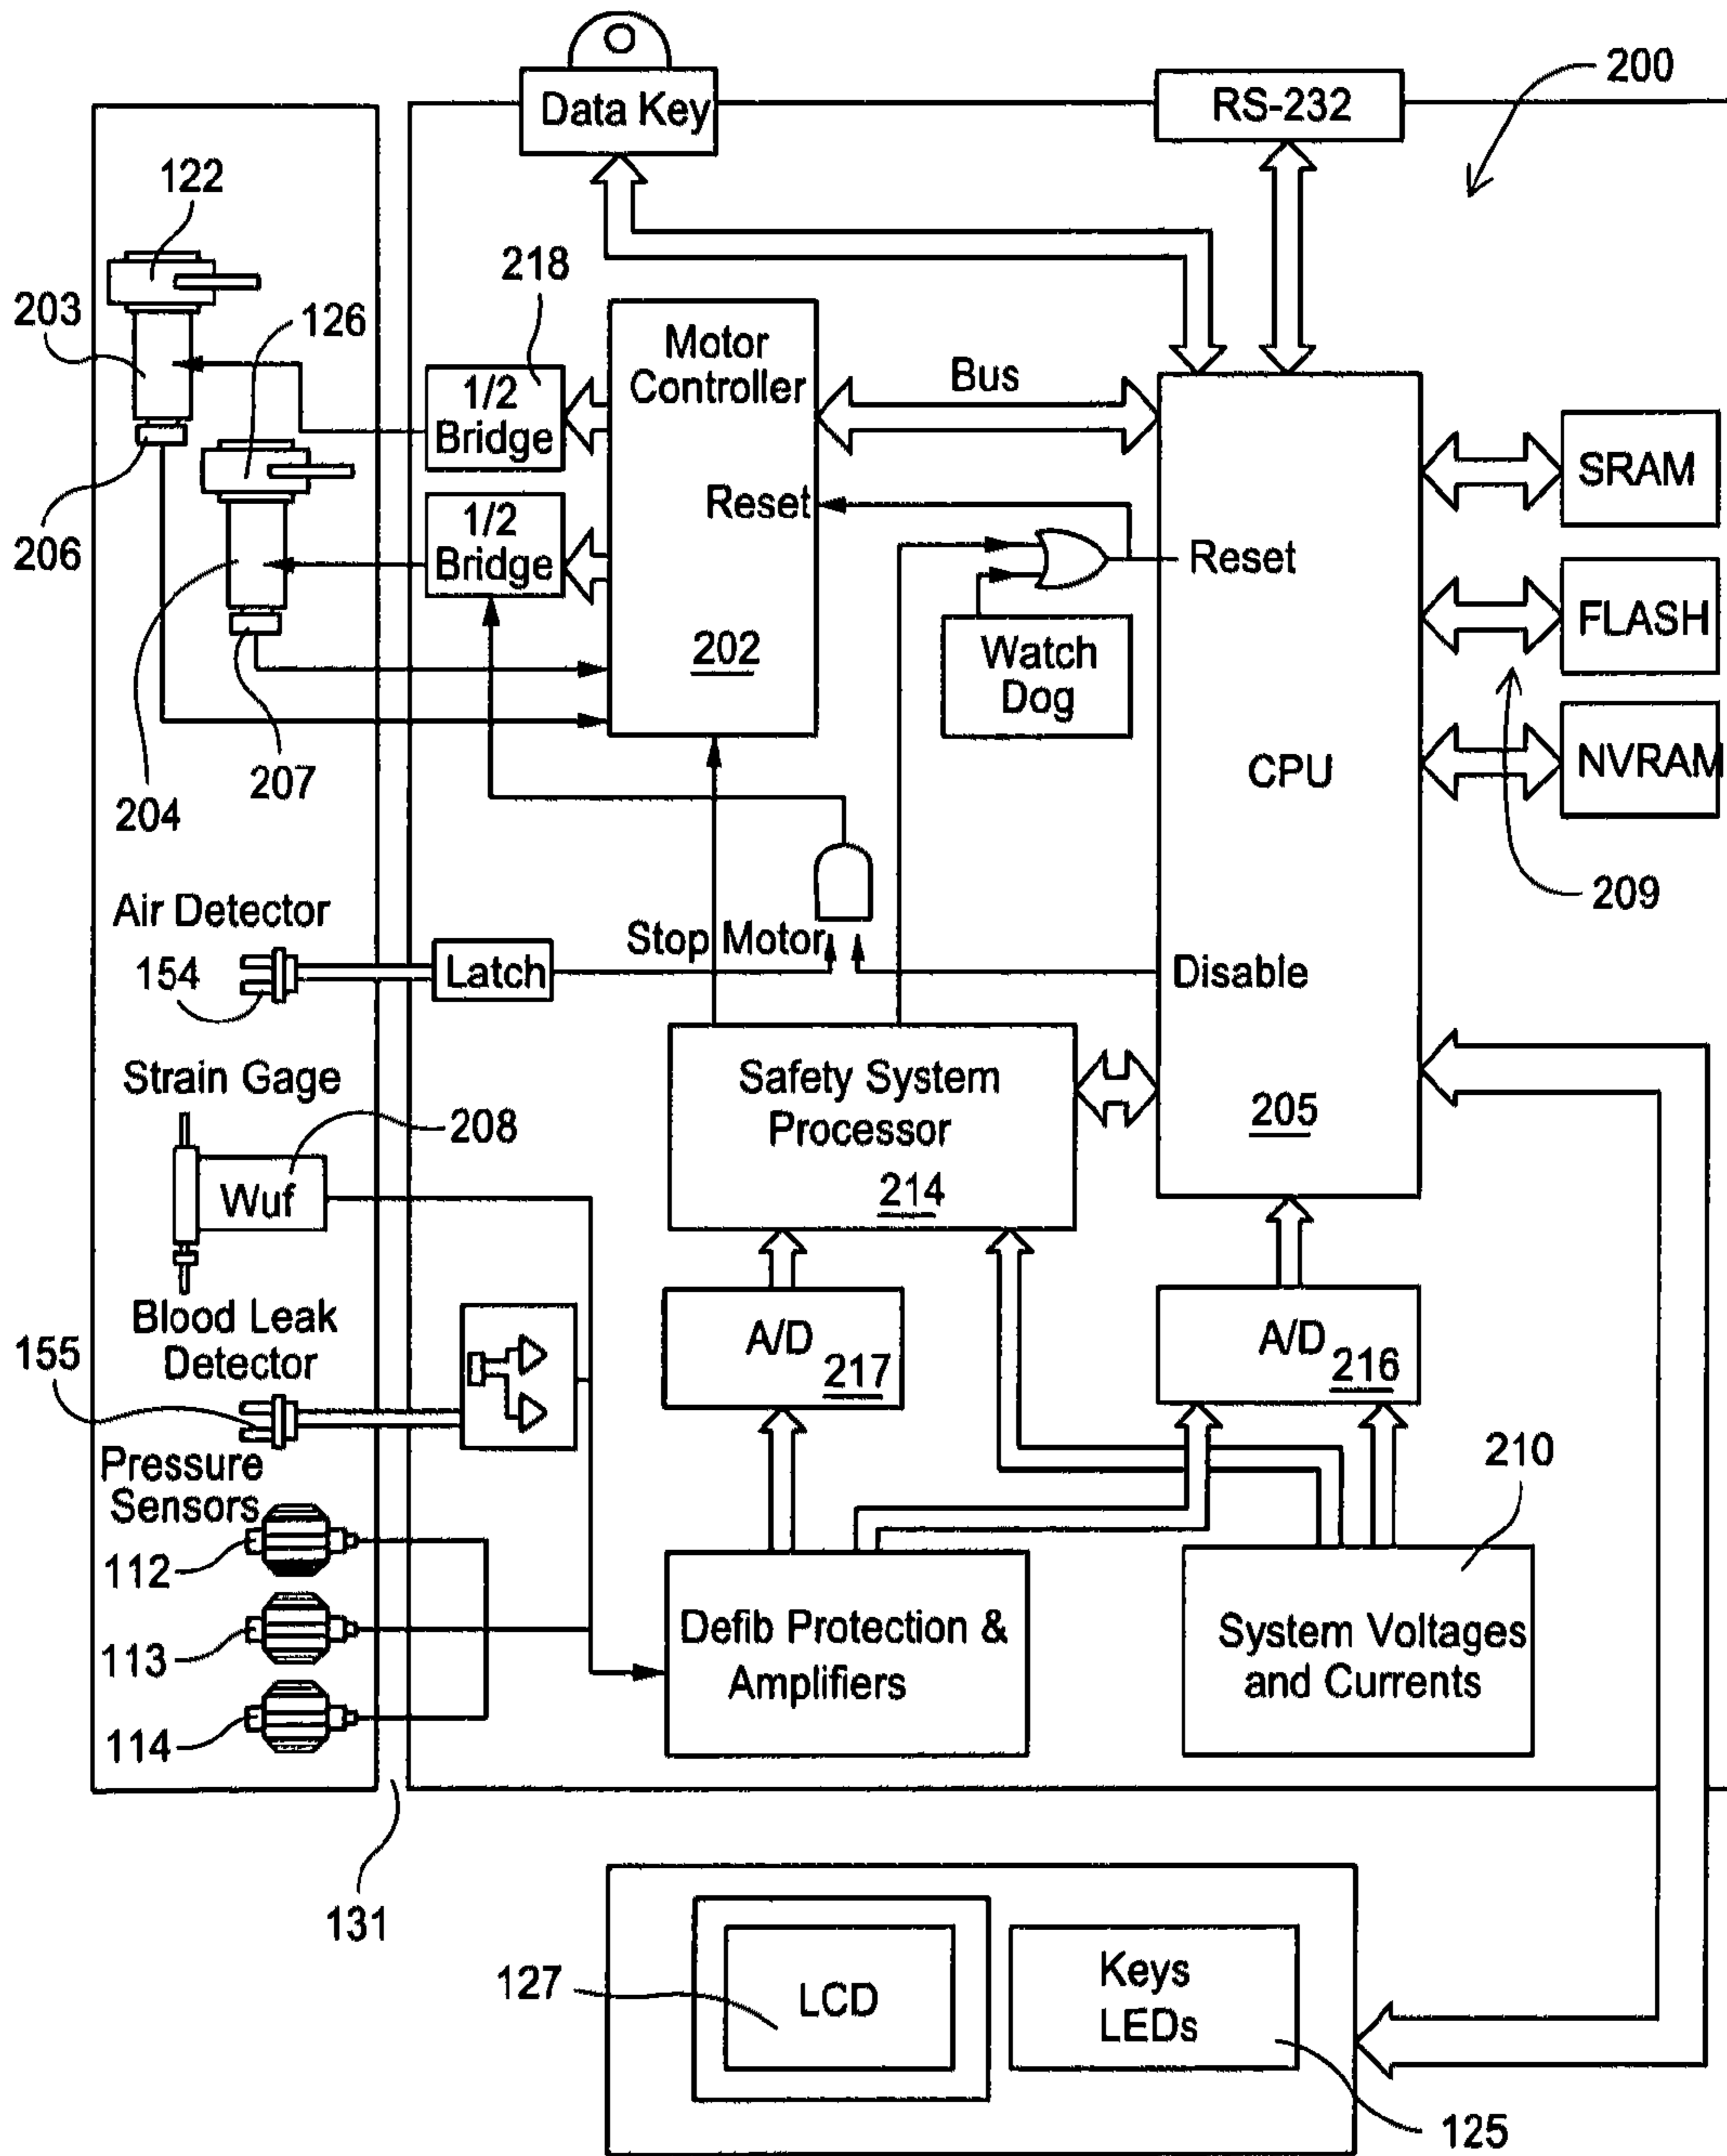 200
Data Key
RS-232
122
218
203
126
Motor
Controller
1/2
Bridge
Bus
SRAM
Reset
1/2
Bridge
206
Reset
FLASH
202
Watch
Dog
204
207
CPU
NVRAM
209
Air Detector
Stop Motor
154
Latch
Disable
Strain Gage
208
Wuf
Safety System
Processor
214
205
Blood Leak
Detector
155
A/D
217
A/D
216
Pressure
Sensors
210
112
113
114
Defib Protection &
Amplifiers
System Voltages
and Currents
131
127
LCD
Keys
LEDs
125